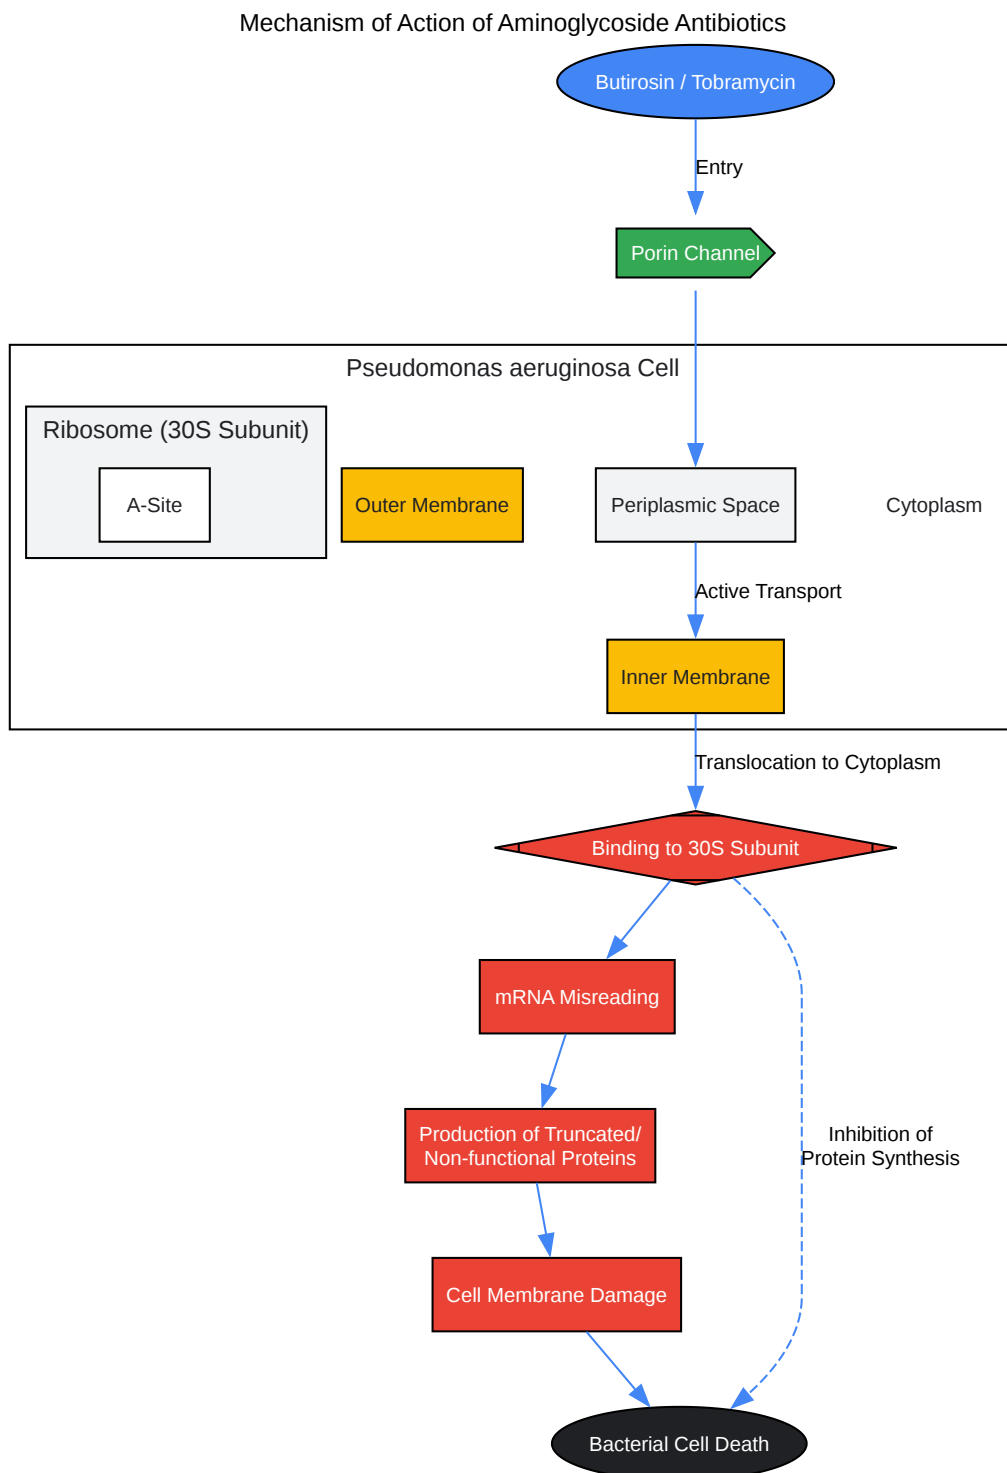 Mechanism of Action of Aminoglycoside Antibiotics
Butirosin / Tobramycin
Entry
Porin Channel
Pseudomonas aeruginosa Cell
Ribosome (30S Subunit)
A-Site
Outer Membrane
Periplasmic Space
Cytoplasm
Active Transport
Inner Membrane
Translocation to Cytoplasm
Binding to 30S Subunit
mRNA Misreading
Production of Truncated/
Non-functional Proteins
Inhibition of
Protein Synthesis
Cell Membrane Damage
Bacterial Cell Death